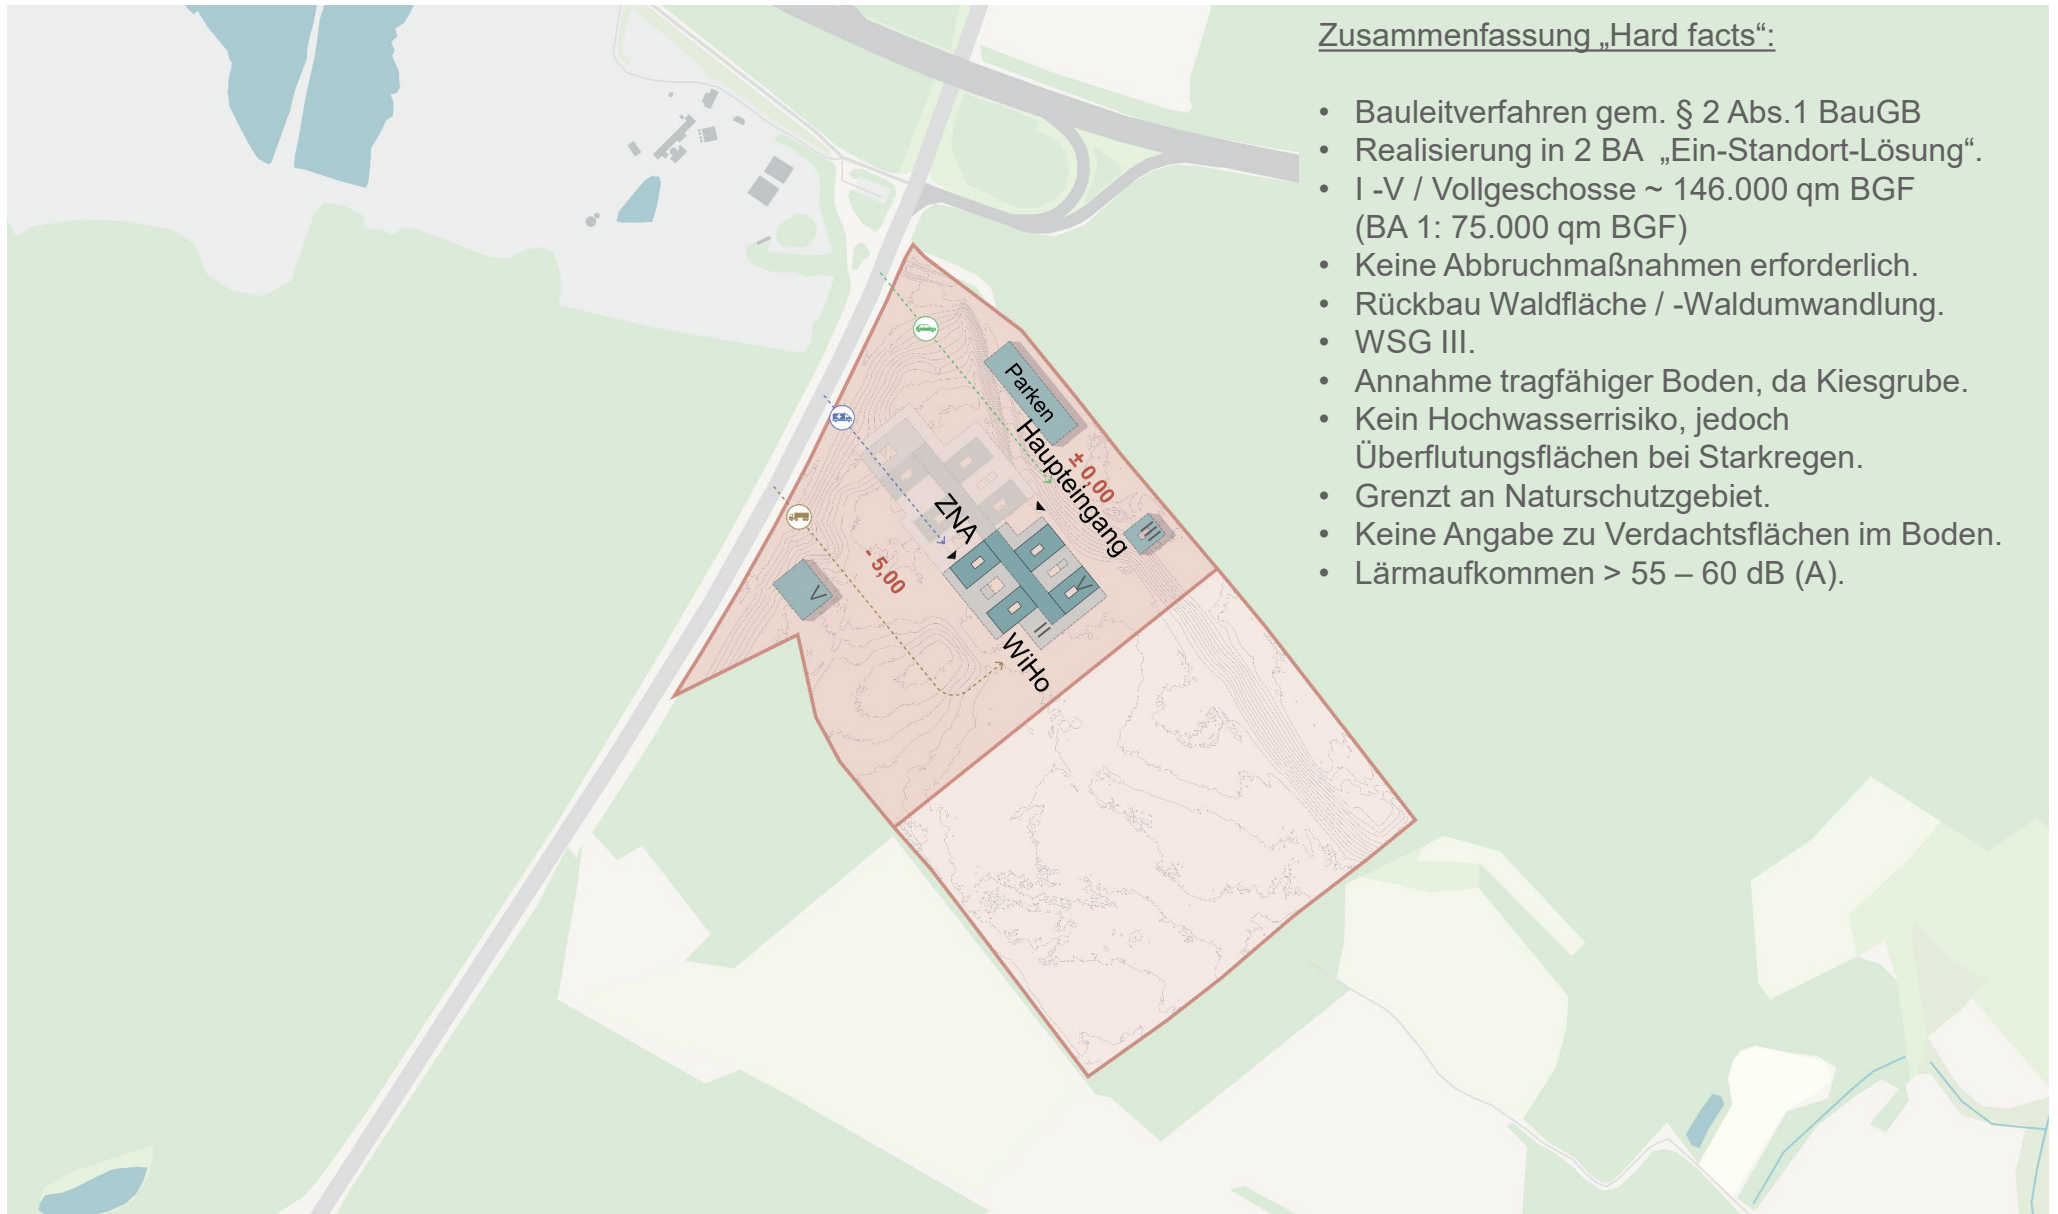 Zusammenfassung „Hard facts“:
• Bauleitverfahren gem. § 2 Abs.1 BauGB
• Realisierung in 2 BA „Ein-Standort-Lösung“.
• I -V / Vollgeschosse ~ 146.000 qm BGF
(BA 1: 75.000 qm BGF)
• Keine Abbruchmaßnahmen erforderlich.
• Rückbau Waldfläche / -Waldumwandlung.
• WSG III.
• Annahme tragfähiger Boden, da Kiesgrube.
• Kein Hochwasserrisiko, jedoch
Überflutungsflächen bei Starkregen.
• Grenzt an Naturschutzgebiet.
• Keine Angabe zu Verdachtsflächen im Boden.
• Lärmaufkommen > 55 – 60 dB (A).
Parken
Haupteingang
± 0,00
ZNA
III
- 5,00
V
V
II
WiHo